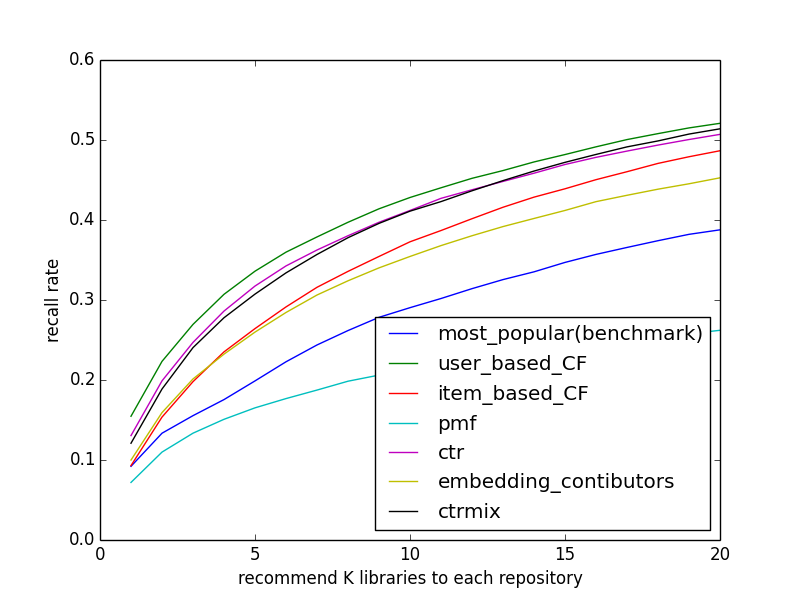 0.6
0.5
0.4
0.3
0.2
0.1
0.0
recall rate
most_popular(benchmark)
user_based_CF
item_based_CF
pmf
ctr
embedding_contibutors
ctrmix
0 5 10 15 20
recommend K libraries to each repository